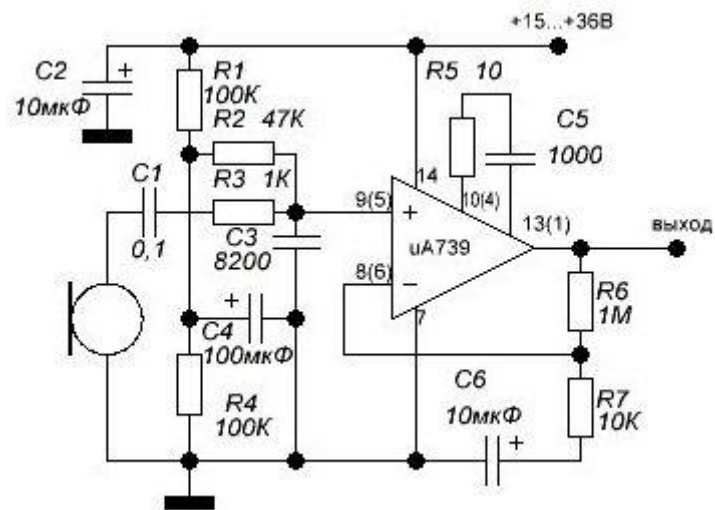 +15...+36В
C2
10мкФ
R1
100K
R2 47K
R3 1K
C1
0,1
C3
8200
C4
100мкФ
R4
100K
R5 10
C5
1000
14
10(4)
9(5)
+
uA739
8(6)
−
7
13(1)
выход
R6
1M
R7
10K
C6
10мкФ
+
+
+